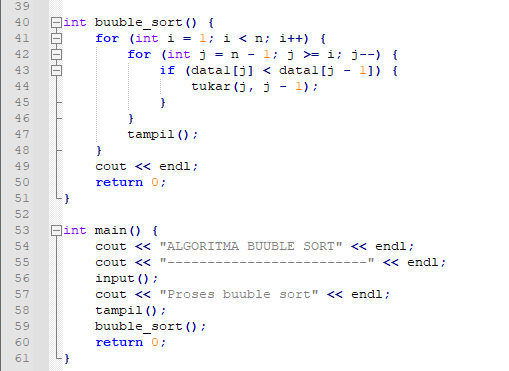 39
40 int buuble_sort() {
41 for (int i = 1; i < n; i++) {
42 for (int j = n - 1; j >= i; j--) {
43 if (data1[j] < data1[j - 1]) {
44 tukar(j, j - 1);
45 }
46 }
47 tampil();
48 }
49 cout << endl;
50 return 0;
51 }
52
53 int main() {
54 cout << "ALGORITMA BUUBLE SORT" << endl;
55 cout << "-------------------------" << endl;
56 input();
57 cout << "Proses buuble sort" << endl;
58 tampil();
59 buuble_sort();
60 return 0;
61 }